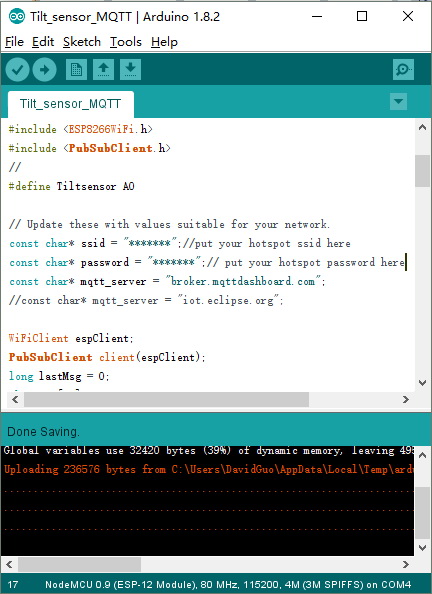 Tilt_sensor_MQTT | Arduino 1.8.2
File Edit Sketch Tools Help
Tilt_sensor_MQTT
#include <ESP8266WiFi.h>
#include <PubSubClient.h>
//
#define Tiltsensor A0
// Update these with values suitable for your network.
const char* ssid = "*******";//put your hotspot ssid here
const char* password = "*******";// put your hotspot password here
const char* mqtt_server = "broker.mqttdashboard.com";
//const char* mqtt_server = "iot.eclipse.org";
WiFiClient espClient;
PubSubClient client(espClient);
long lastMsg = 0;
Done Saving.
Global variables use 32420 bytes (39%) of dynamic memory, leaving
Uploading 236576 bytes from C:\Users\DavidGuo\AppData\Local\Temp\ardu
17 NodeMCU 0.9 (ESP-12 Module), 80 MHz, 115200, 4M (3M SPIFFS) on COM4